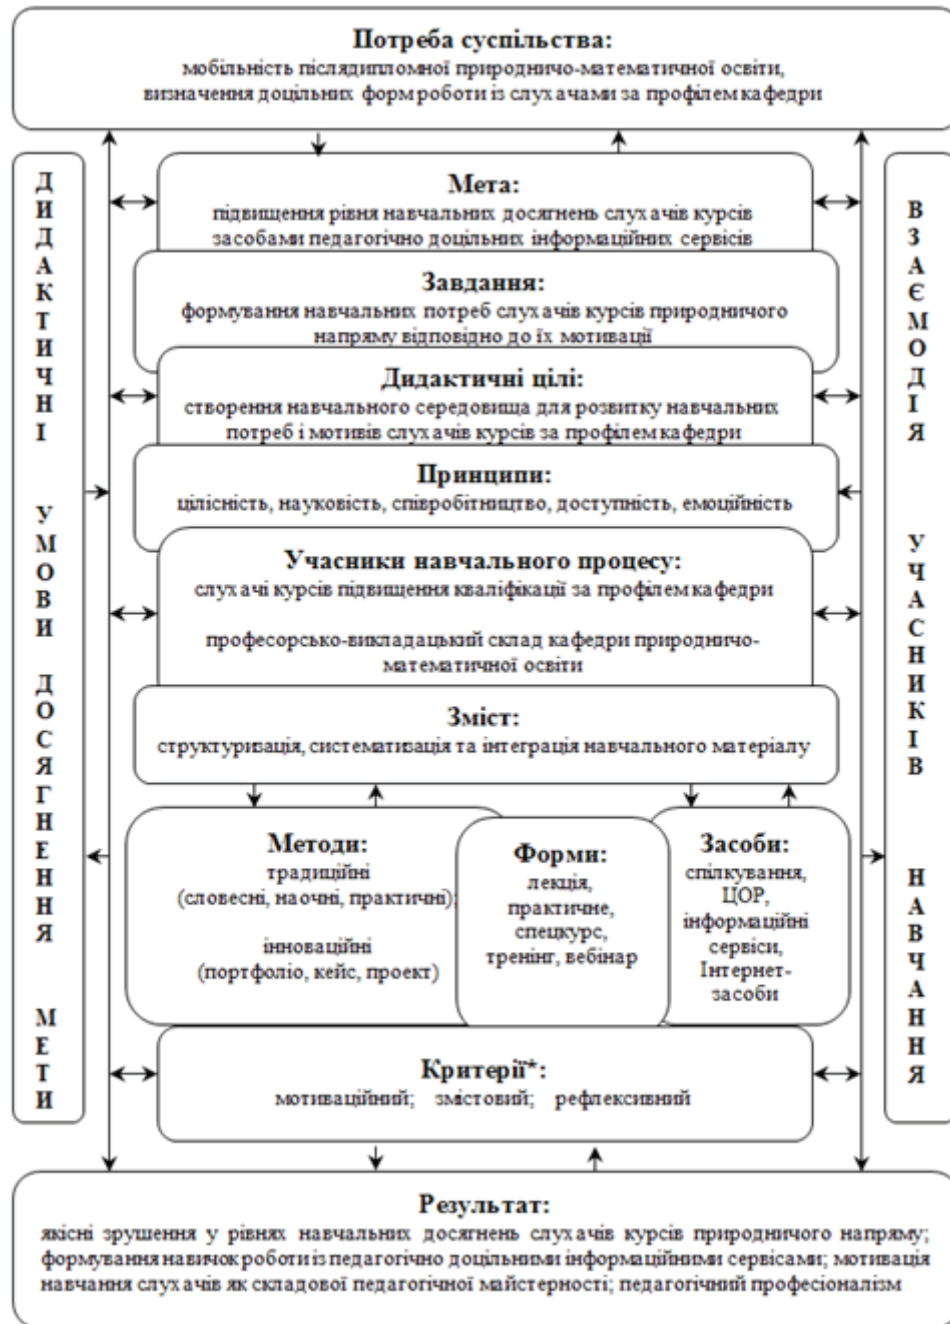 Потреба суспільства:
мобільність післядипломної природничо-математичної освіти,
визначення доцільних форм роботи із слухачами за профілем кафедри
ДИДАКТИЧНІ УМОВИ ДОСЯГНЕННЯ МЕТИ
Мета:
підвищення рівня навчальних досягнень слухачів курсів
засобами педагогічно доцільних інформаційних сервісів
Завдання:
формування навчальних потреб слухачів курсів природничого
напряму відповідно до їх мотивації
Дидактичні цілі:
створення навчального середовища для розвитку навчальних
потреб і мотивів слухачів курсів за профілем кафедри
Принципи:
цілісність, науковість, співробітництво, доступність, емоційність
Учасники навчального процесу:
слухачі курсів підвищення кваліфікації за профілем кафедри
професорсько-викладацький склад кафедри природничо-
математичної освіти
Зміст:
структуризація, систематизація та інтеграція навчального матеріалу
Методи:
традиційні
(словесні, наочні, практичні);
інноваційні
(портфоліо, кейс, проект)
Форми:
лекція,
практичне,
спецкурс,
тренінг, вебінар
Засоби:
спілкування,
ЦОР,
інформаційні
сервіси,
Інтернет-
засоби
Критерії*:
мотиваційний; змістовий; рефлексивний
ВЗАЄМОДІЯ УЧАСНИКІВ НАВЧАННЯ
Результат:
якісні зрушення у рівнях навчальних досягнень слухачів курсів природничого напряму;
формування навичок роботи із педагогічно доцільними інформаційними сервісами; мотивація
навчання слухачів як складової педагогічної майстерності; педагогічний професіоналізм